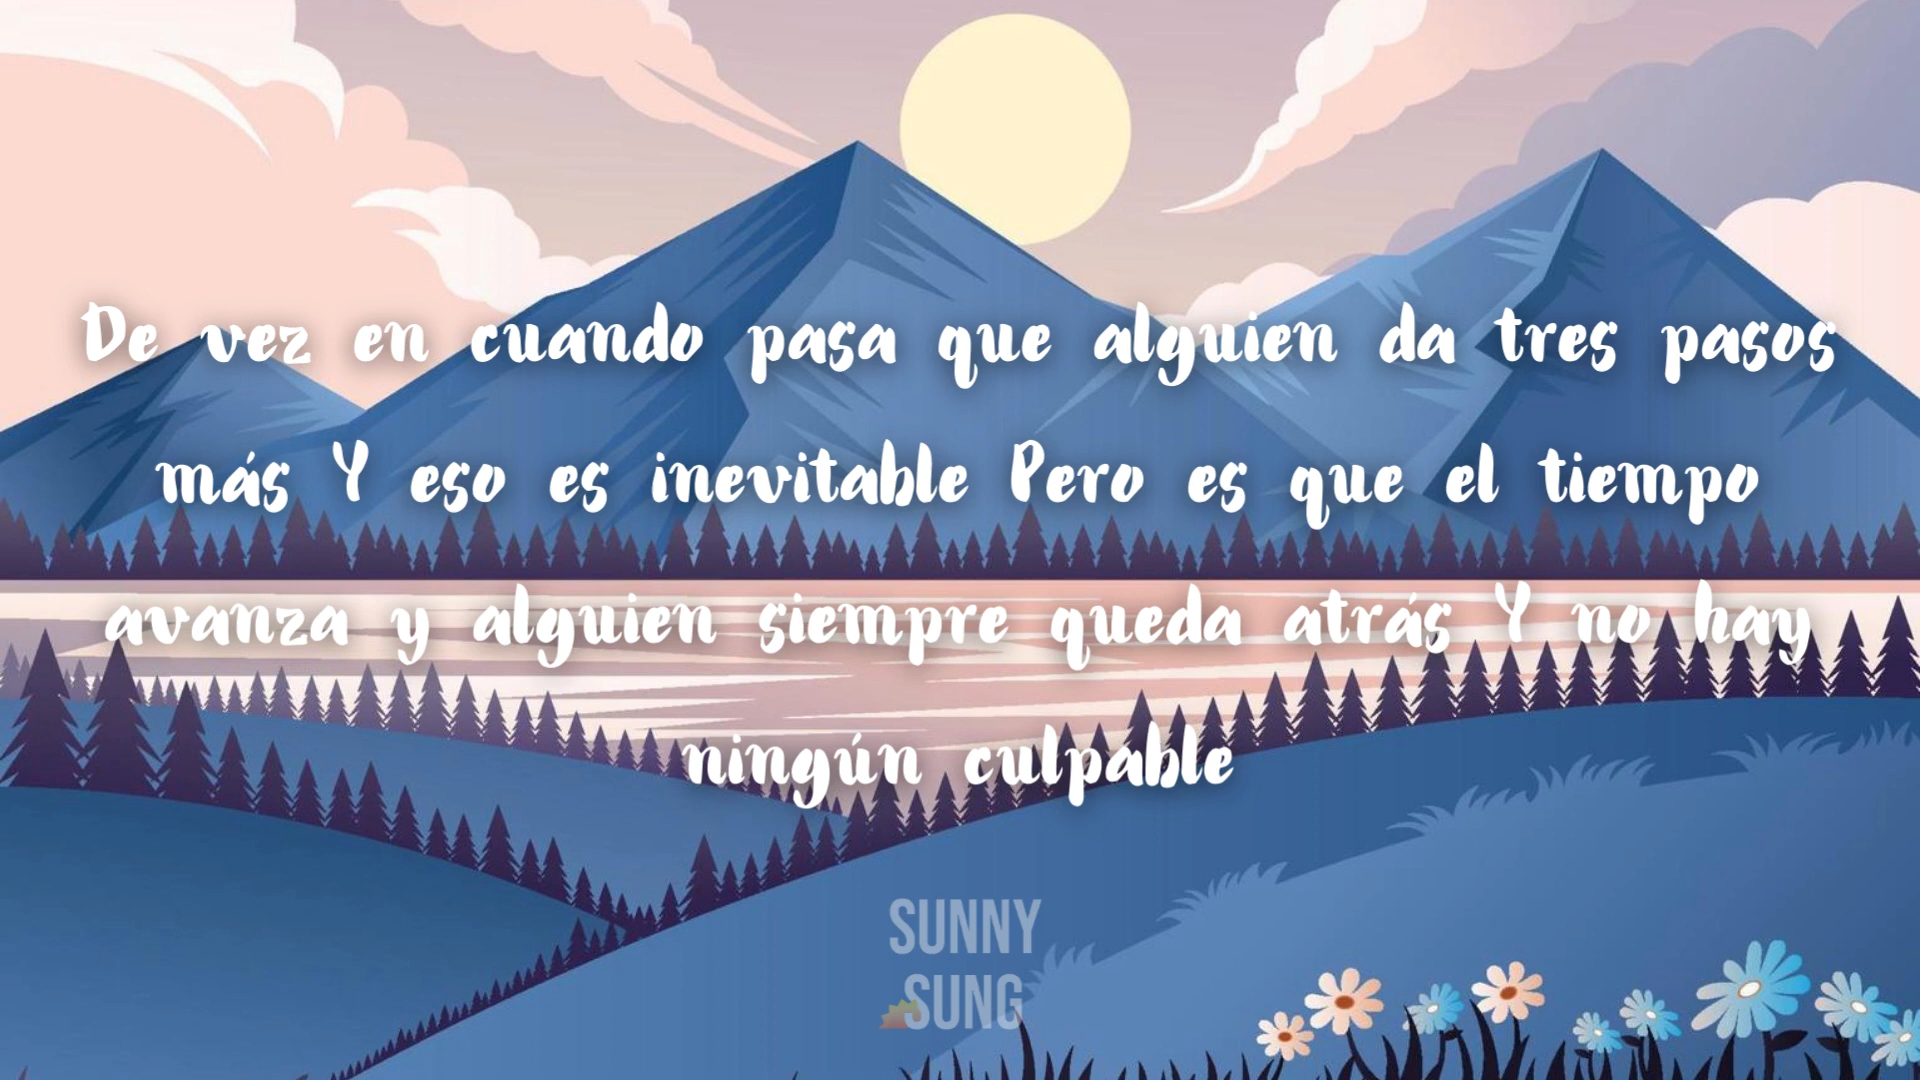 De vez en cuando pasa que alguien da tres pasos
más Y eso es inevitable Pero es que el tiempo
avanza y alguien siempre queda atrás Y no hay
ningún culpable
SUNNY
SUNG